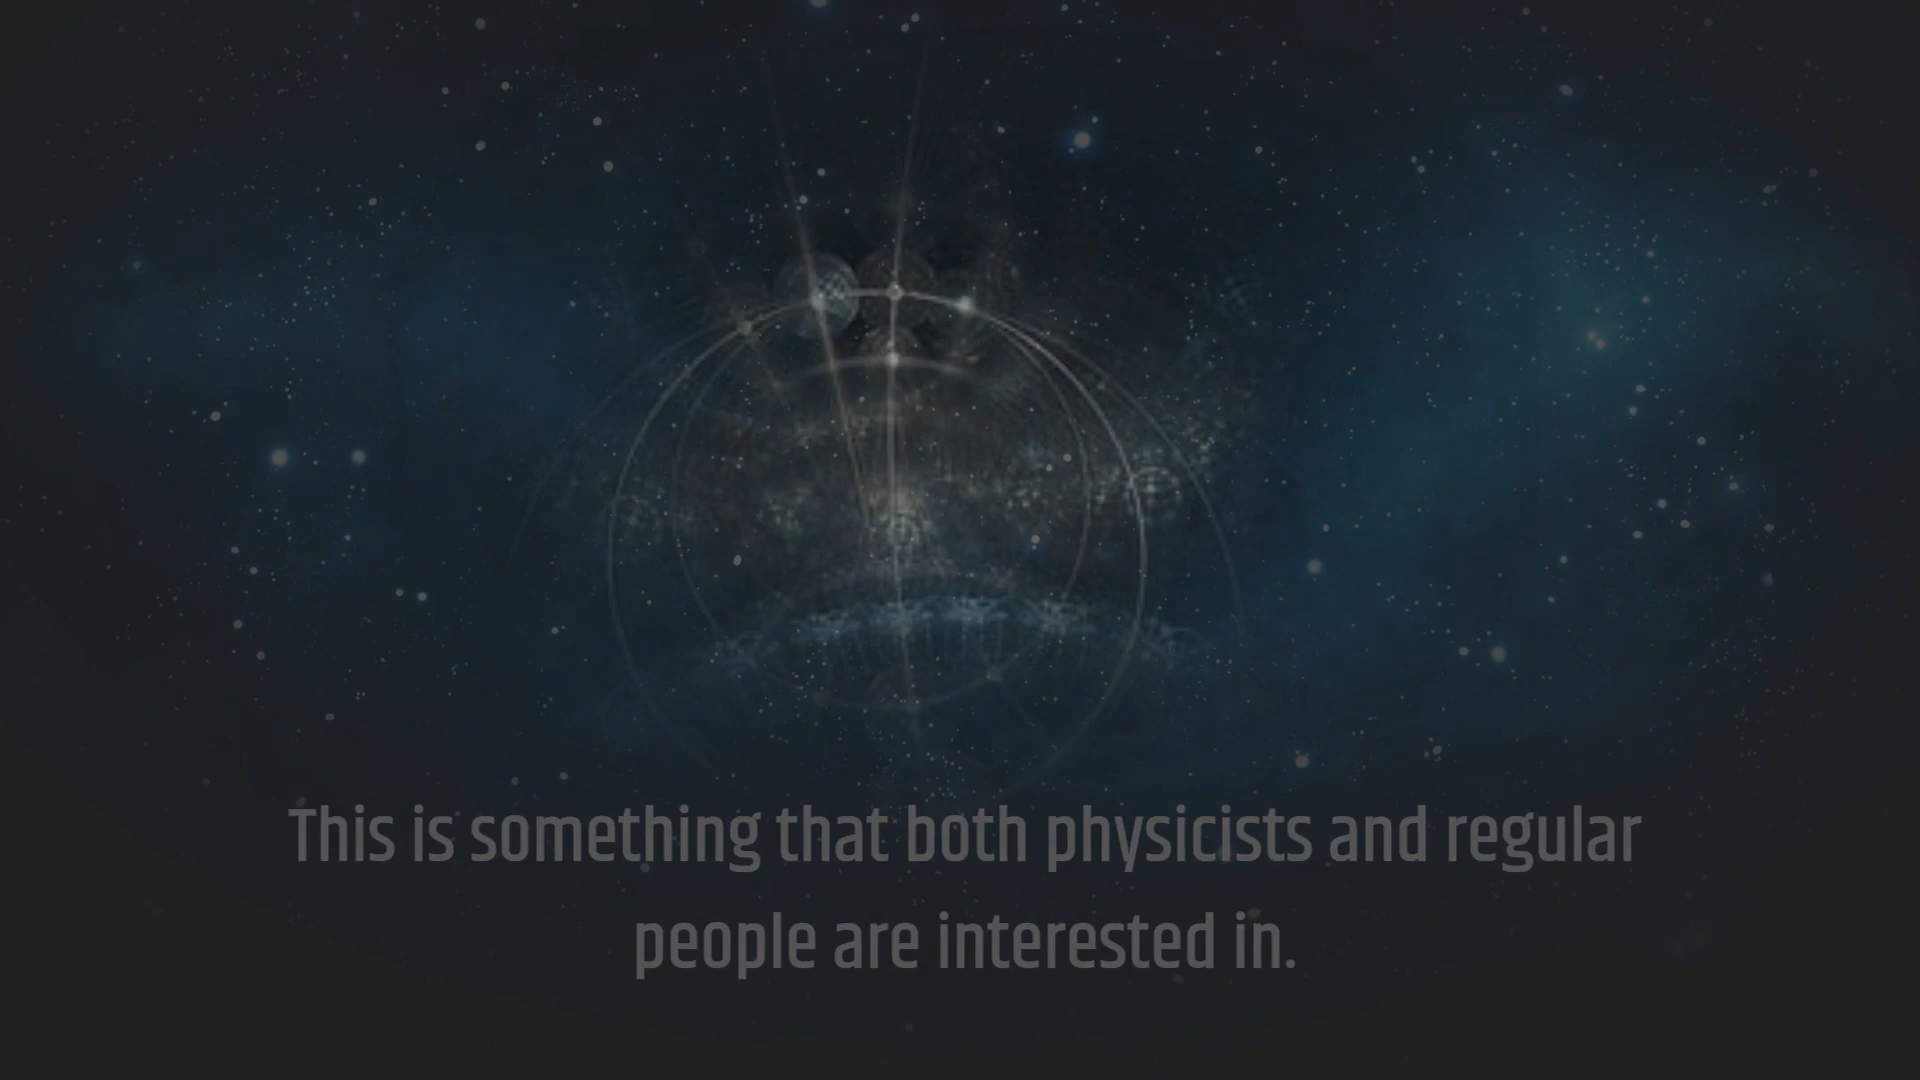 This is something that both physicists and regular
people are interested in.